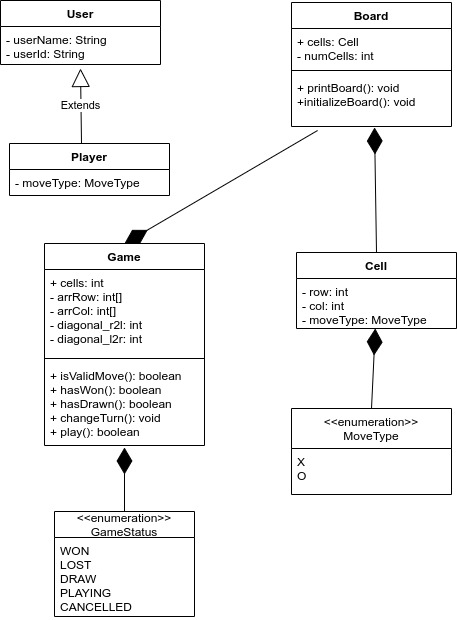 User
- userName: String
- userId: String
Extends
Player
- moveType: MoveType
Board
+ cells: Cell
- numCells: int
+ printBoard(): void
+initializeBoard(): void
Game
+ cells: int
- arrRow: int[]
- arrCol: int[]
- diagonal_r2l: int
- diagonal_l2r: int
+ isValidMove(): boolean
+ hasWon(): boolean
+ hasDrawn(): boolean
+ changeTurn(): void
+ play(): boolean
Cell
- row: int
- col: int
- moveType: MoveType
<<enumeration>>
MoveType
X
O
<<enumeration>>
GameStatus
WON
LOST
DRAW
PLAYING
CANCELLED